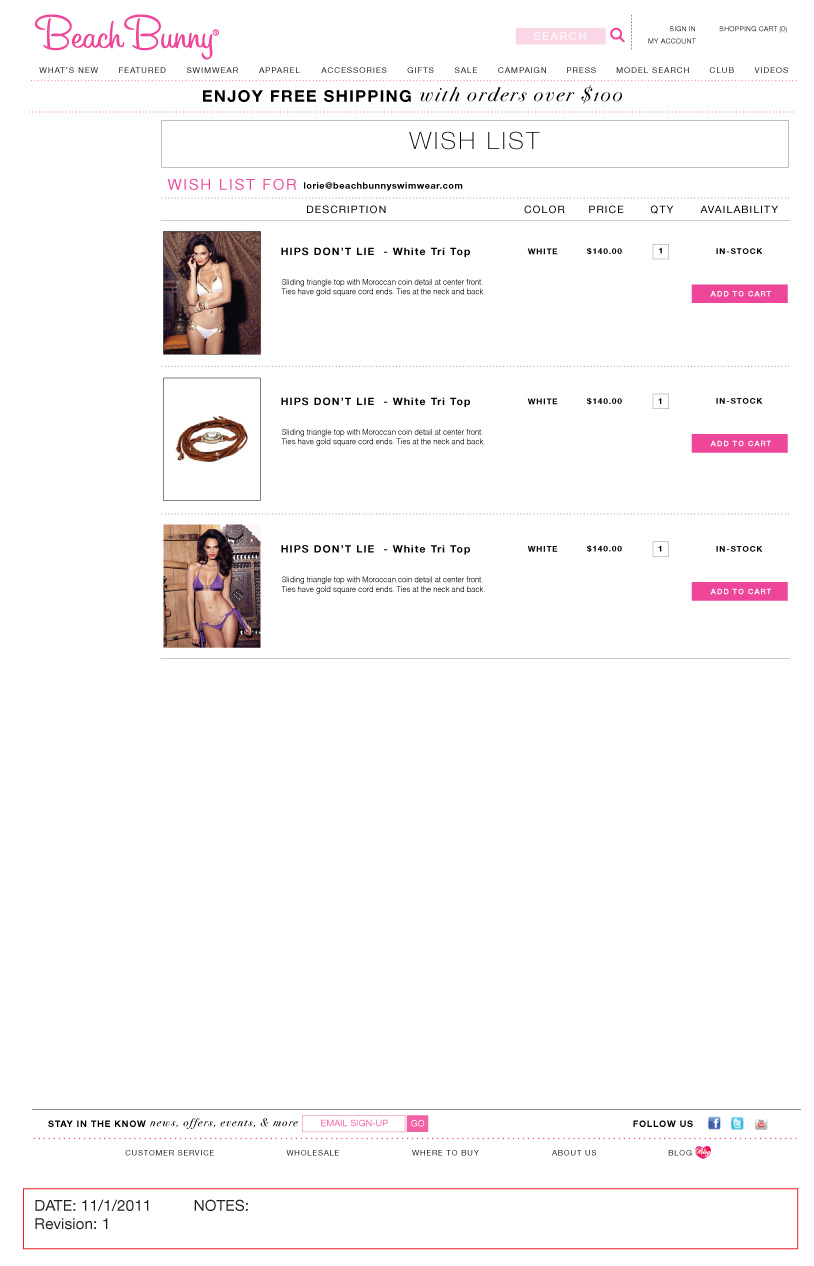 Beach Bunny®
SEARCH
SIGN IN
SHOPPING CART (0)
MY ACCOUNT
WHAT'S NEW FEATURED SWIMWEAR APPAREL ACCESSORIES GIFTS SALE CAMPAIGN PRESS MODEL SEARCH CLUB VIDEOS
ENJOY FREE SHIPPING with orders over $100
WISH LIST
WISH LIST FOR lorie@beachbunnyswimwear.com
DESCRIPTION COLOR PRICE QTY AVAILABILITY
HIPS DON'T LIE - White Tri Top WHITE $140.00 1 IN-STOCK
Sliding triangle top with Moroccan coin detail at center front.
Ties have gold square cord ends. Ties at the neck and back.
ADD TO CART
HIPS DON'T LIE - White Tri Top WHITE $140.00 1 IN-STOCK
Sliding triangle top with Moroccan coin detail at center front.
Ties have gold square cord ends. Ties at the neck and back.
ADD TO CART
HIPS DON'T LIE - White Tri Top WHITE $140.00 1 IN-STOCK
Sliding triangle top with Moroccan coin detail at center front.
Ties have gold square cord ends. Ties at the neck and back.
ADD TO CART
STAY IN THE KNOW news, offers, events, & more EMAIL SIGN-UP GO FOLLOW US
CUSTOMER SERVICE WHOLESALE WHERE TO BUY ABOUT US BLOG
DATE: 11/1/2011 NOTES:
Revision: 1